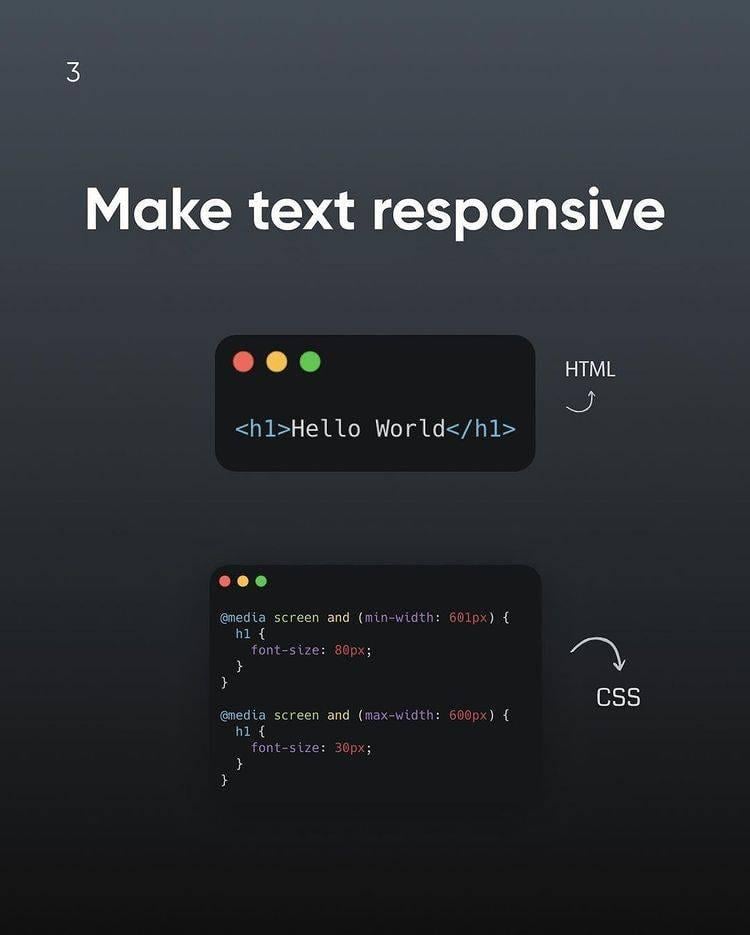 3
Make text responsive
HTML
<h1>Hello World</h1>
@media screen and (min-width: 601px) {
  h1 {
    font-size: 80px;
  }
}
@media screen and (max-width: 600px) {
  h1 {
    font-size: 30px;
  }
}
CSS